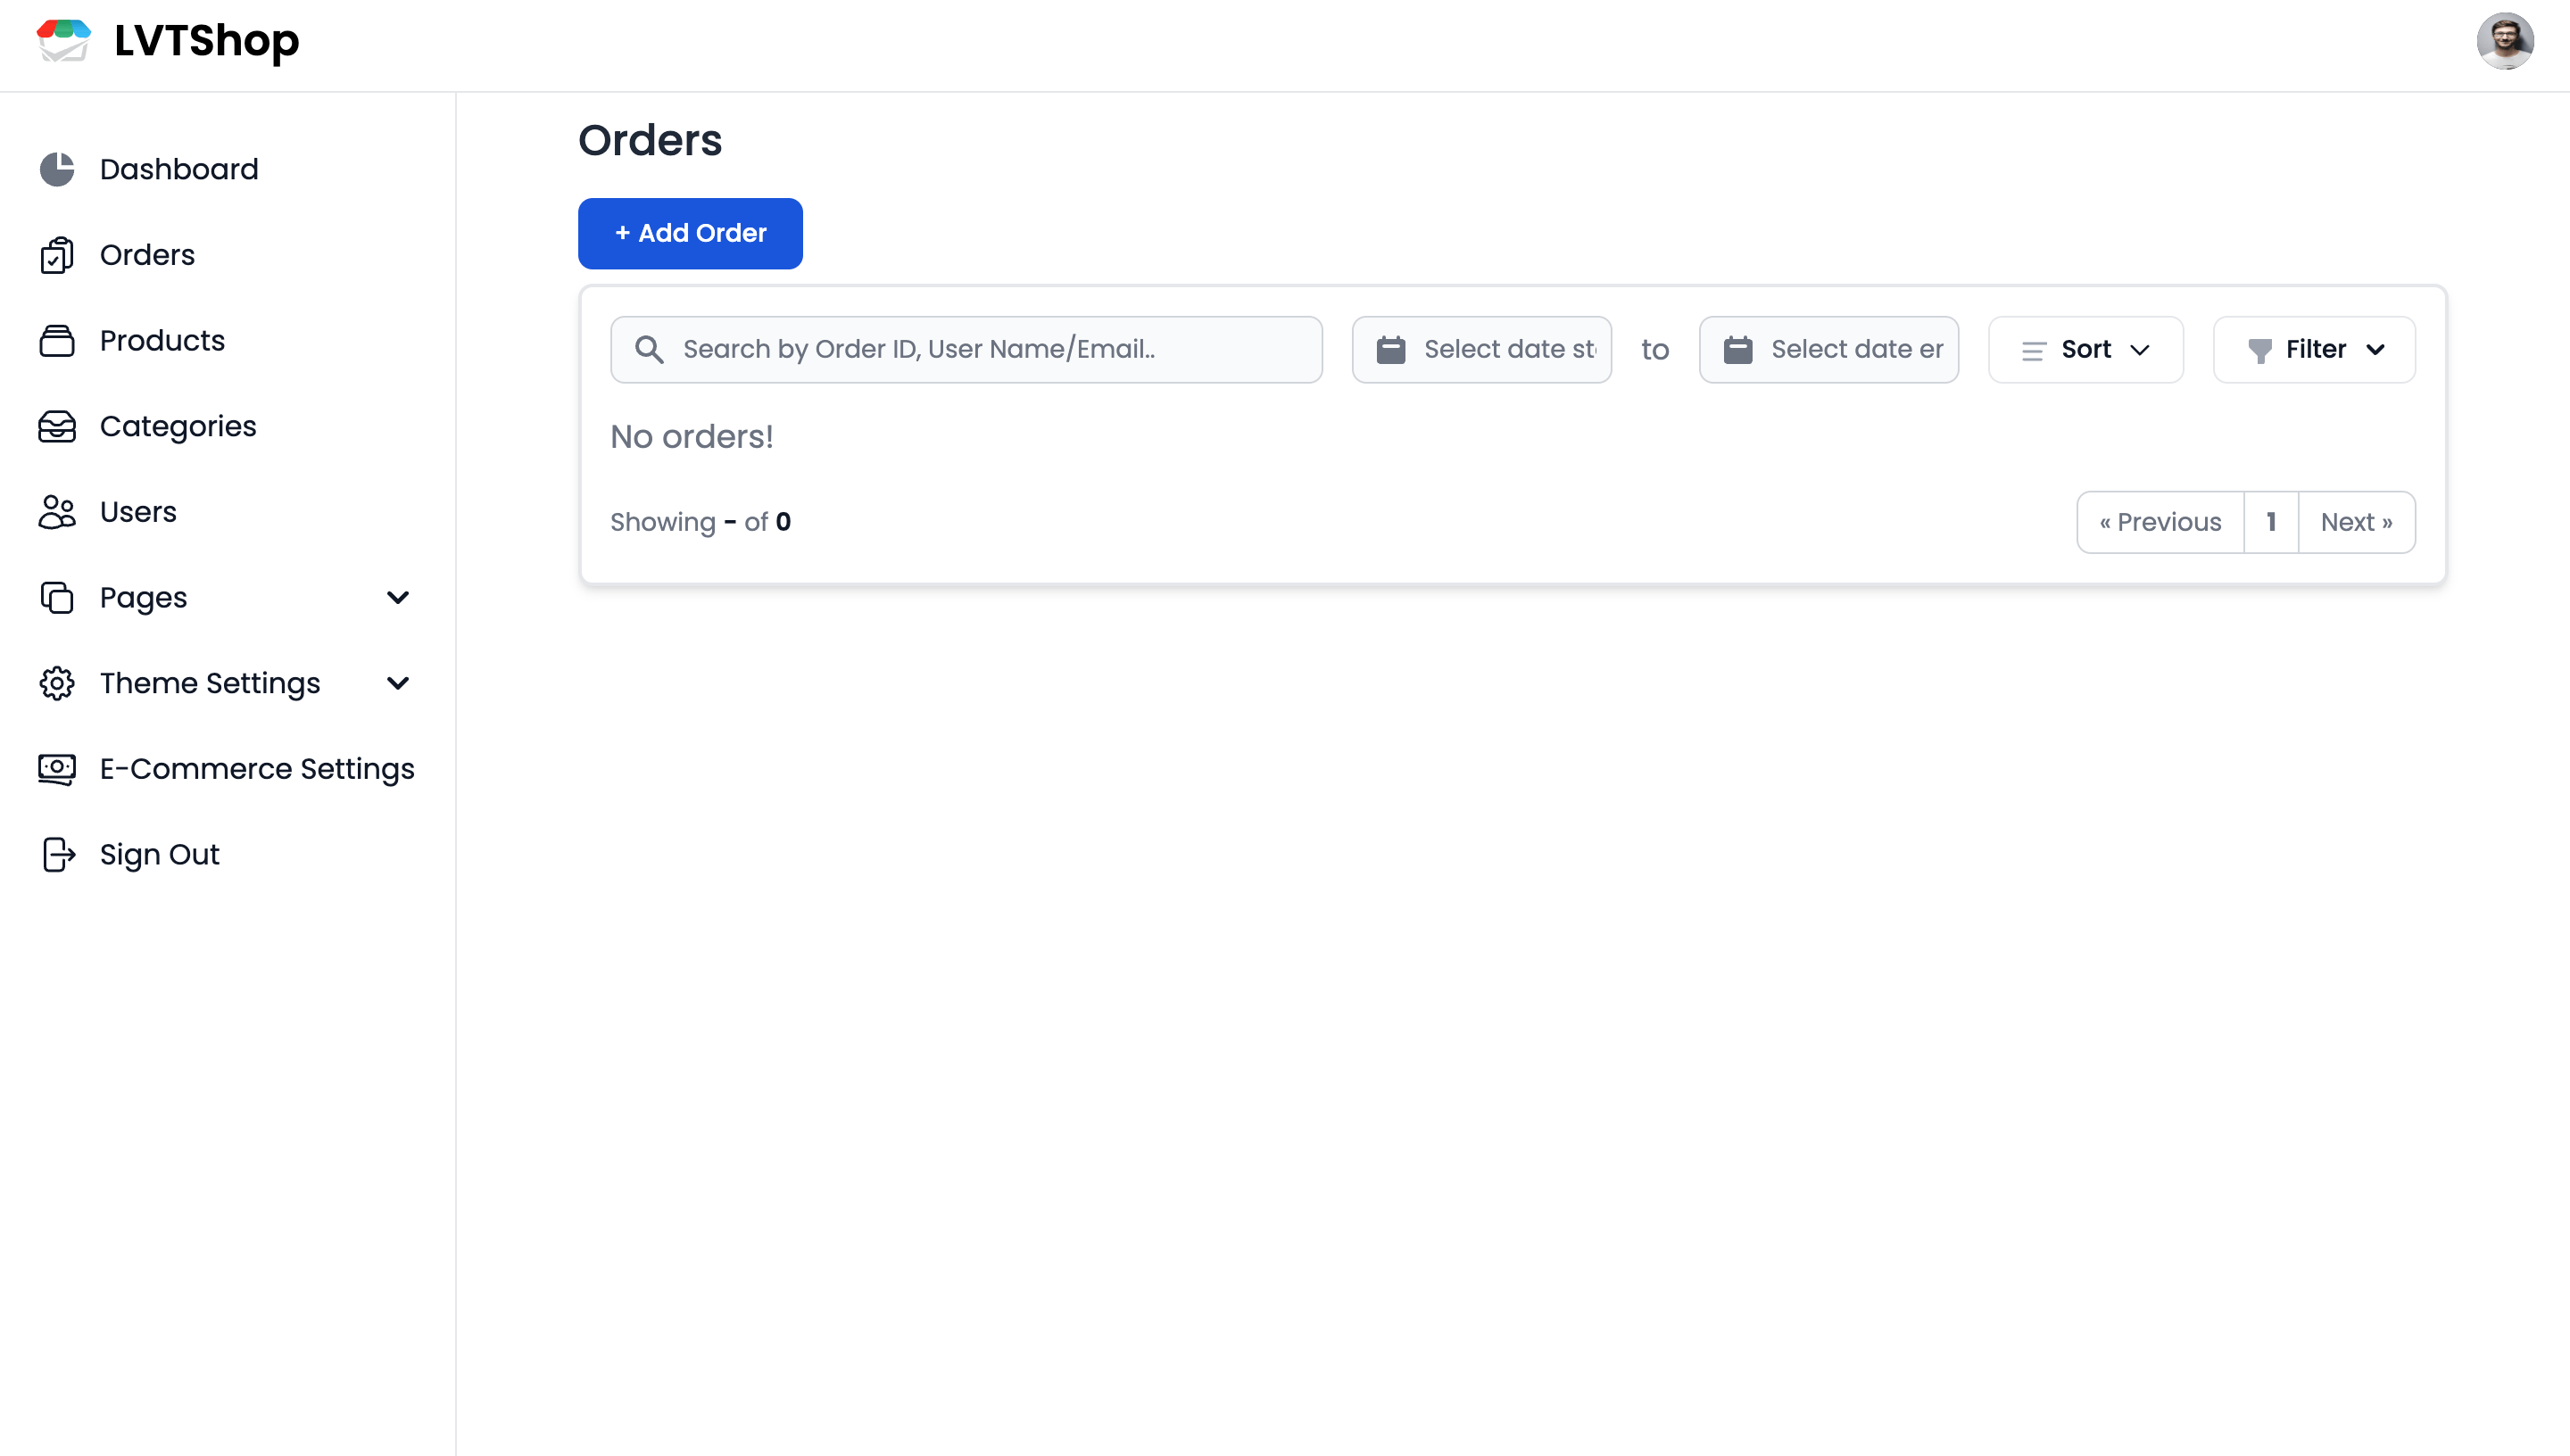 LVTShop
Dashboard
Orders
Products
Categories
Users
Pages
Theme Settings
E-Commerce Settings
Sign Out
Orders
+ Add Order
Search by Order ID, User Name/Email..
Select date sta
to
Select date er
Sort
Filter
No orders!
Showing - of 0
« Previous 1 Next »